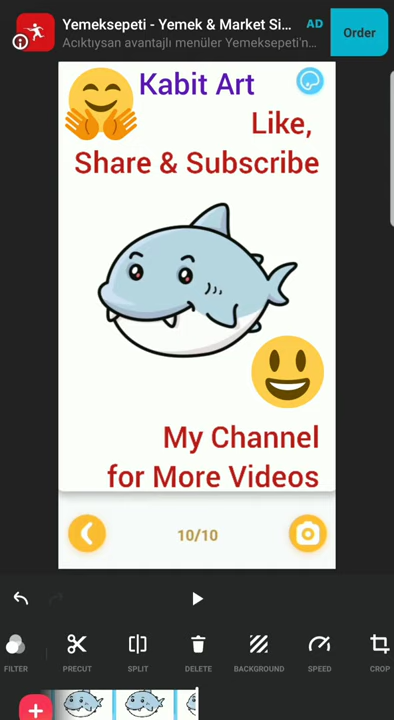 Yemeksepeti - Yemek & Market Si...
AD
Acıktıysan avantajlı menüler Yemeksepeti'n...
Order
Kabit Art
Like,
Share & Subscribe
My Channel
for More Videos
10/10
FILTER
PRECUT
SPLIT
DELETE
BACKGROUND
SPEED
CROP